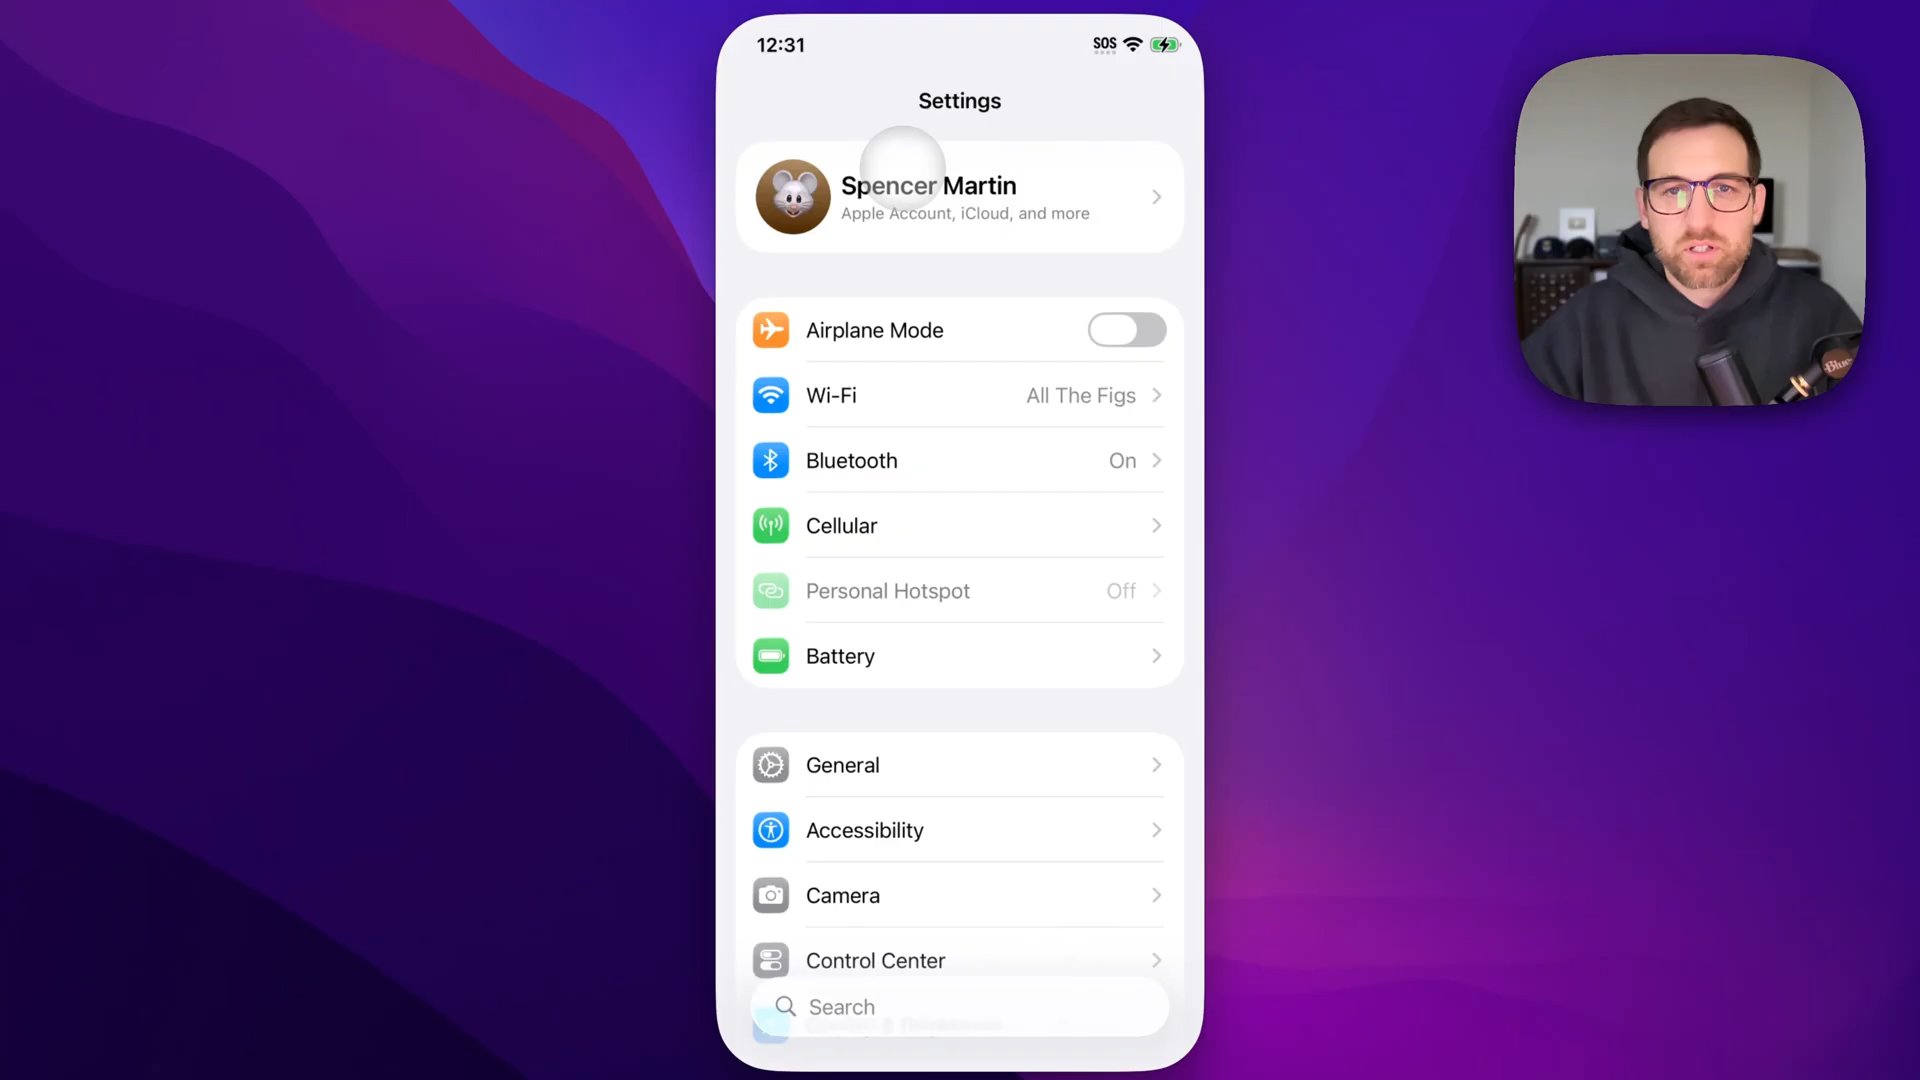 12:31
SOS
Settings
Spencer Martin
Apple Account, iCloud, and more
Airplane Mode
Wi-Fi
All The Figs
Bluetooth
On
Cellular
Personal Hotspot
Off
Battery
General
Accessibility
Camera
Control Center
Search
Blue